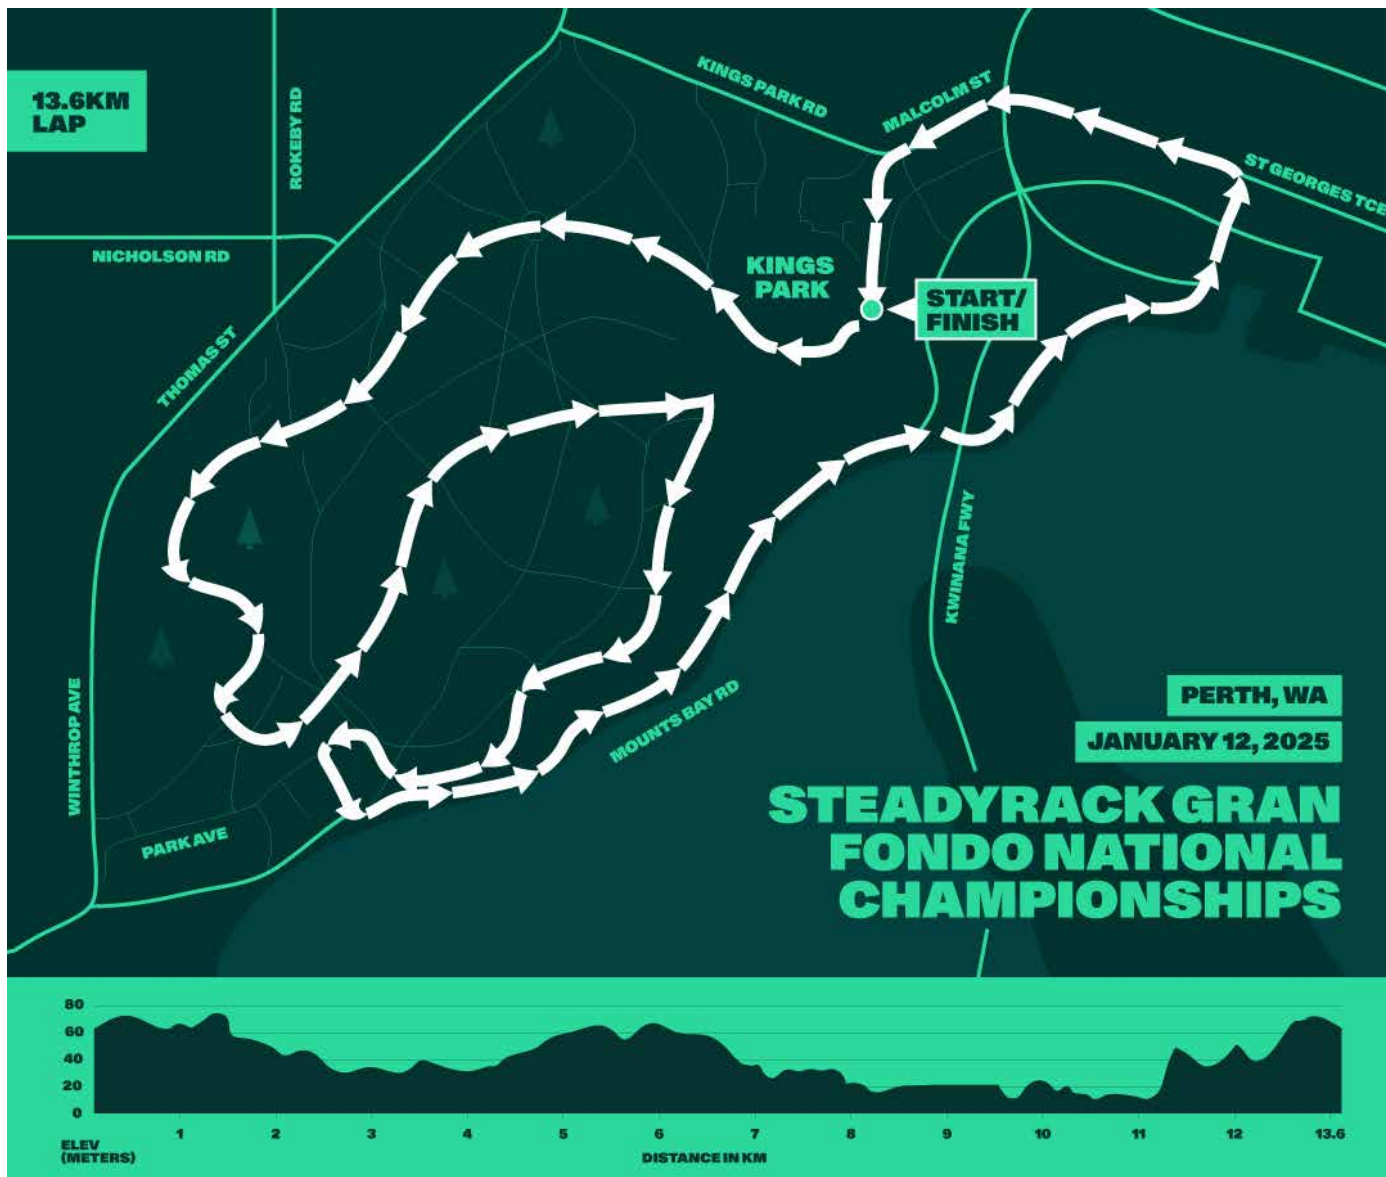 13.6KM
LAP
ROKEBY RD
KINGS PARK RD
MALCOLM ST
ST GEORGES TCE
NICHOLSON RD
KINGS
PARK
START/
FINISH
THOMAS ST
KWINANA FWY
WINTHROP AVE
MOUNTS BAY RD
PARK AVE
PERTH, WA
JANUARY 12, 2025
STEADYRACK GRAN
FONDO NATIONAL
CHAMPIONSHIPS
80
60
40
20
0
1 2 3 4 5 6 7 8 9 10 11 12 13.6
ELEV
(METERS)
DISTANCE IN KM